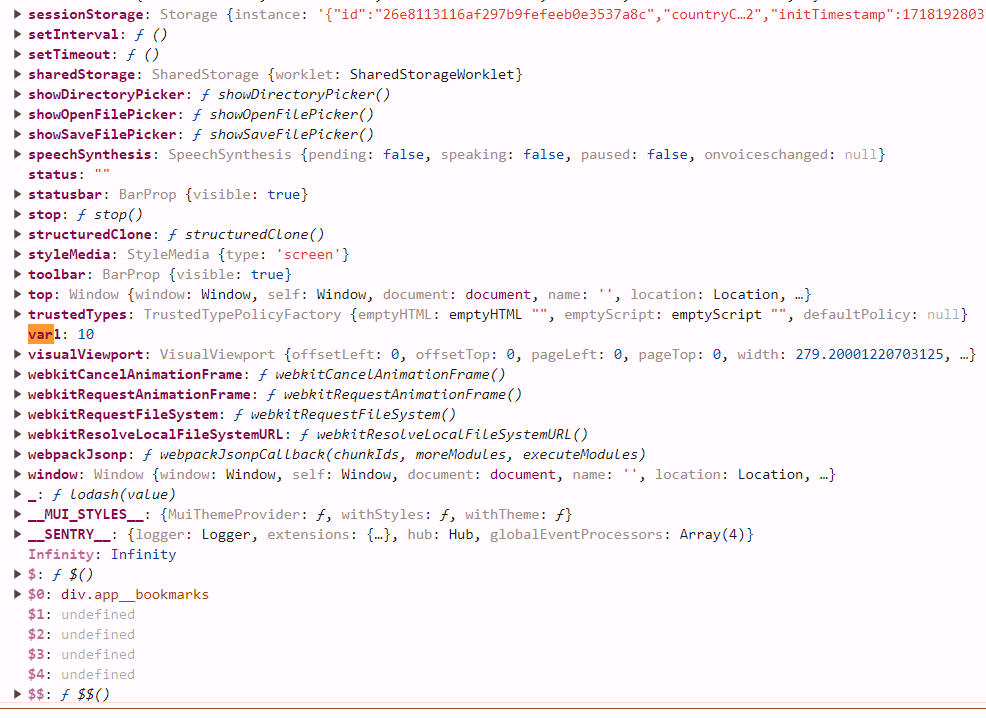 sessionStorage: Storage {instance: '{"id":"26e8113116af297b9fefeeb0e3537a8c","countryC…2","initTimestamp":1718192803
setInterval: ƒ ()
setTimeout: ƒ ()
sharedStorage: SharedStorage {worklet: SharedStorageWorklet}
showDirectoryPicker: ƒ showDirectoryPicker()
showOpenFilePicker: ƒ showOpenFilePicker()
showSaveFilePicker: ƒ showSaveFilePicker()
speechSynthesis: SpeechSynthesis {pending: false, speaking: false, paused: false, onvoiceschanged: null}
status: ""
statusbar: BarProp {visible: true}
stop: ƒ stop()
structuredClone: ƒ structuredClone()
styleMedia: StyleMedia {type: 'screen'}
toolbar: BarProp {visible: true}
top: Window {window: Window, self: Window, document: document, name: '', location: Location, …}
trustedTypes: TrustedTypePolicyFactory {emptyHTML: emptyHTML "", emptyScript: emptyScript "", defaultPolicy: null}
var1: 10
visualViewport: VisualViewport {offsetLeft: 0, offsetTop: 0, pageLeft: 0, pageTop: 0, width: 279.20001220703125, …}
webkitCancelAnimationFrame: ƒ webkitCancelAnimationFrame()
webkitRequestAnimationFrame: ƒ webkitRequestAnimationFrame()
webkitRequestFileSystem: ƒ webkitRequestFileSystem()
webkitResolveLocalFileSystemURL: ƒ webkitResolveLocalFileSystemURL()
webpackJsonp: ƒ webpackJsonpCallback(chunkIds, moreModules, executeModules)
window: Window {window: Window, self: Window, document: document, name: '', location: Location, …}
_: ƒ lodash(value)
__MUI_STYLES__: {MuiThemeProvider: ƒ, withStyles: ƒ, withTheme: ƒ}
__SENTRY__: {logger: Logger, extensions: {…}, hub: Hub, globalEventProcessors: Array(4)}
Infinity: Infinity
$: ƒ $()
$0: div.app__bookmarks
$1: undefined
$2: undefined
$3: undefined
$4: undefined
$$: ƒ $$()